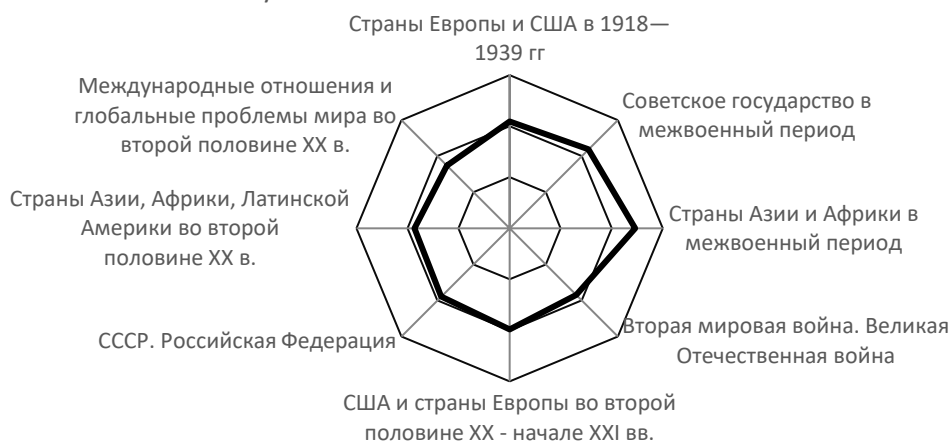 Страны Европы и США в 1918—
1939 гг
Советское государство в
межвоенный период
Страны Азии и Африки в
межвоенный период
Вторая мировая война. Великая
Отечественная война
США и страны Европы во второй
половине XX - начале XXI вв.
СССР. Российская Федерация
Страны Азии, Африки, Латинской
Америки во второй
половине XX в.
Международные отношения и
глобальные проблемы мира во
второй половине XX в.